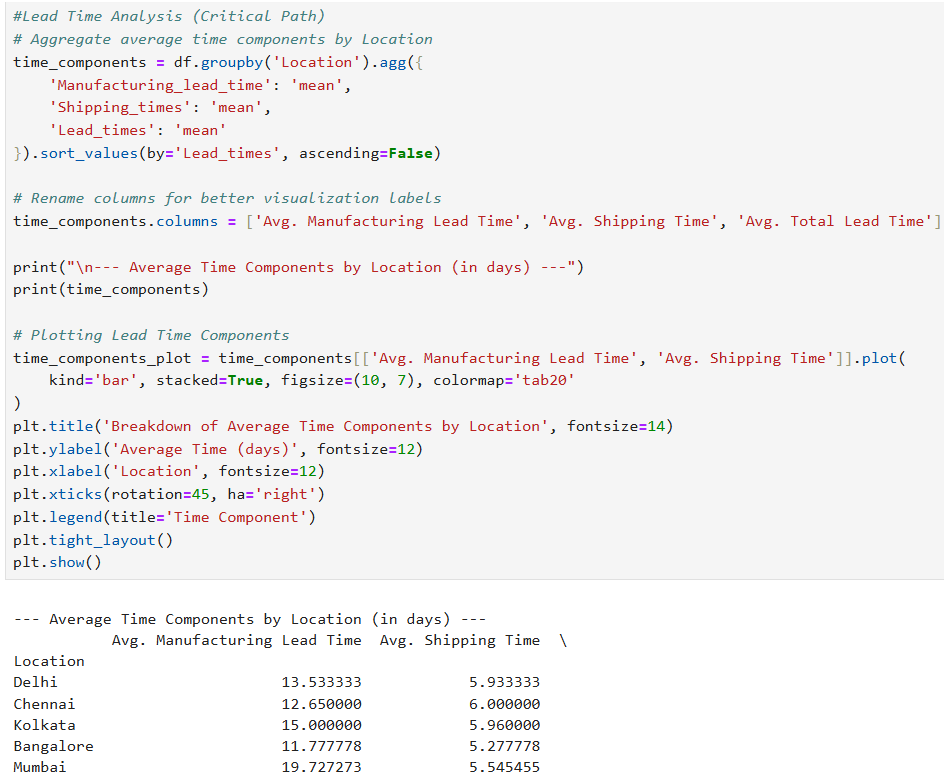 #Lead Time Analysis (Critical Path)
# Aggregate average time components by Location
time_components = df.groupby('Location').agg({
    'Manufacturing_lead_time': 'mean',
    'Shipping_times': 'mean',
    'Lead_times': 'mean'
}).sort_values(by='Lead_times', ascending=False)

# Rename columns for better visualization labels
time_components.columns = ['Avg. Manufacturing Lead Time', 'Avg. Shipping Time', 'Avg. Total Lead Time']

print("\n--- Average Time Components by Location (in days) ---")
print(time_components)

# Plotting Lead Time Components
time_components_plot = time_components[['Avg. Manufacturing Lead Time', 'Avg. Shipping Time']].plot(
    kind='bar', stacked=True, figsize=(10, 7), colormap='tab20'
)
plt.title('Breakdown of Average Time Components by Location', fontsize=14)
plt.ylabel('Average Time (days)', fontsize=12)
plt.xlabel('Location', fontsize=12)
plt.xticks(rotation=45, ha='right')
plt.legend(title='Time Component')
plt.tight_layout()
plt.show()

--- Average Time Components by Location (in days) ---
           Avg. Manufacturing Lead Time  Avg. Shipping Time  \
Location
Delhi                         13.533333            5.933333
Chennai                       12.650000            6.000000
Kolkata                       15.000000            5.960000
Bangalore                     11.777778            5.277778
Mumbai                        19.727273            5.545455